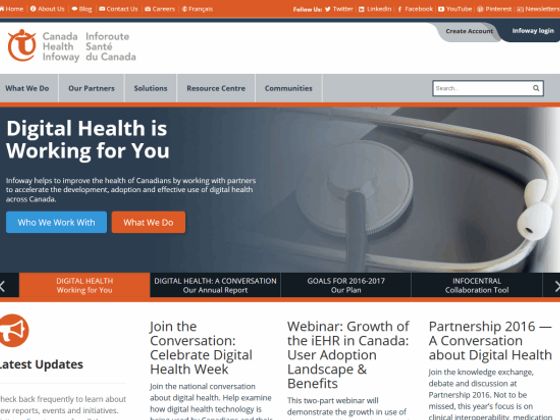 Home About Us Blog Contact Us Careers Français Follow Us: Twitter Linkedin Facebook YouTube Pinterest Newsletters
Create Account Infoway login
Canada Inforoute
Health Santé
Infoway du Canada
What We Do Our Partners Solutions Resource Centre Communities Search...
Digital Health is
Working for You
Infoway helps to improve the health of Canadians by working with partners
to accelerate the development, adoption and effective use of digital health
across Canada.
Who We Work With What We Do
DIGITAL HEALTH DIGITAL HEALTH: A CONVERSATION GOALS FOR 2016-2017 INFOCENTRAL
Working for You Our Annual Report Our Plan Collaboration Tool
Latest Updates
heck back frequently to learn about
ew reports, events and initiatives.
Join the
Conversation:
Celebrate Digital
Health Week
Join the national conversation
about digital health. Help examine
how digital health technology is
Webinar: Growth of
the iEHR in Canada:
User Adoption
Landscape &
Benefits
This two-part webinar will
demonstrate the growth in use of
Partnership 2016 —
A Conversation
about Digital Health
Join the knowledge exchange,
debate and discussion at
Partnership 2016. Not to be
missed, this year's focus is on
clinical interoperability, medication